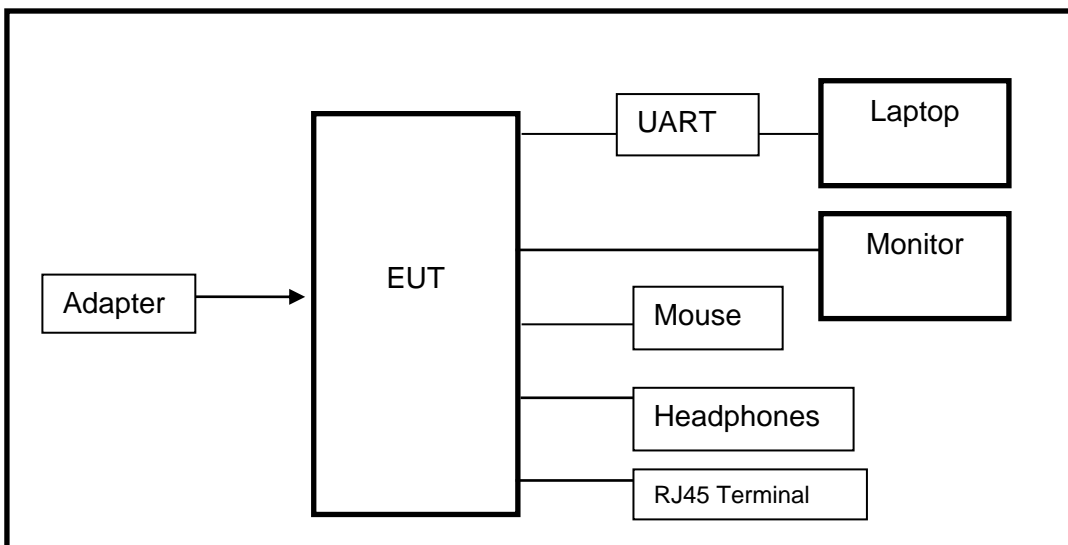 UART
Laptop
Monitor
EUT
Adapter
Mouse
Headphones
RJ45 Terminal